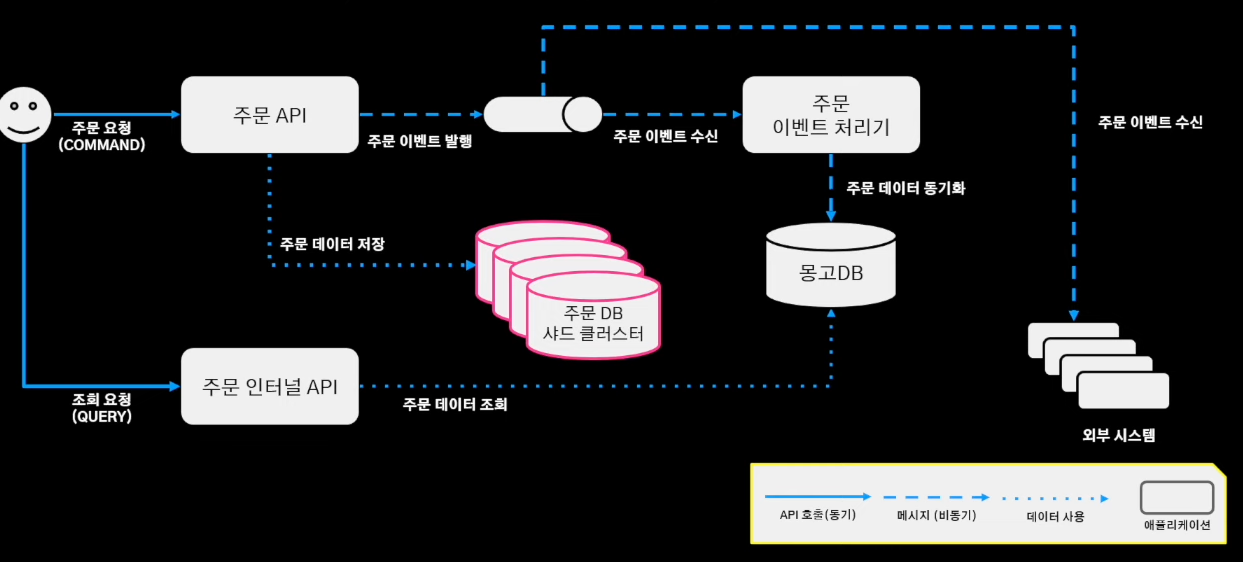 주문 API
주문
이벤트 처리기
주문 요청
(COMMAND)
주문 이벤트 발행
주문 이벤트 수신
주문 이벤트 수신
주문 데이터 동기화
주문 데이터 저장
몽고DB
주문 DB
샤드 클러스터
주문 인터널 API
조회 요청
(QUERY)
주문 데이터 조회
외부 시스템
API 호출(동기)
메시지 (비동기)
데이터 사용
애플리케이션